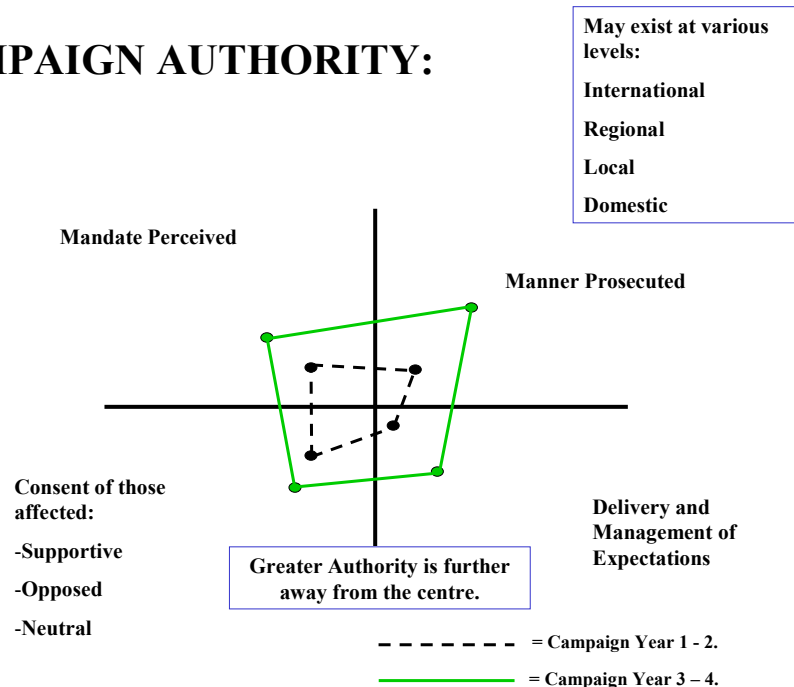 MPAIGN AUTHORITY:
May exist at various
levels:
International
Regional
Local
Domestic
Mandate Perceived
Manner Prosecuted
Consent of those
affected:
-Supportive
-Opposed
-Neutral
Delivery and
Management of
Expectations
Greater Authority is further
away from the centre.
= Campaign Year 1 - 2.
= Campaign Year 3 – 4.